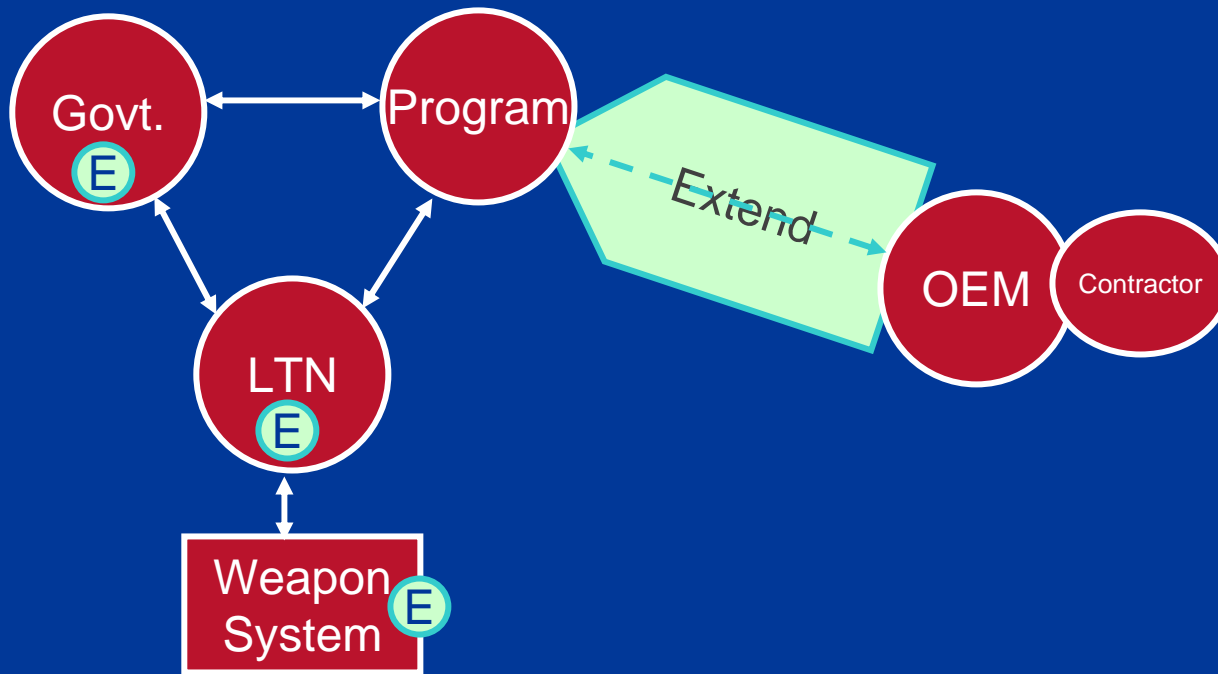 Govt.
E
Program
Extend
OEM
Contractor
LTN
E
Weapon
System
E